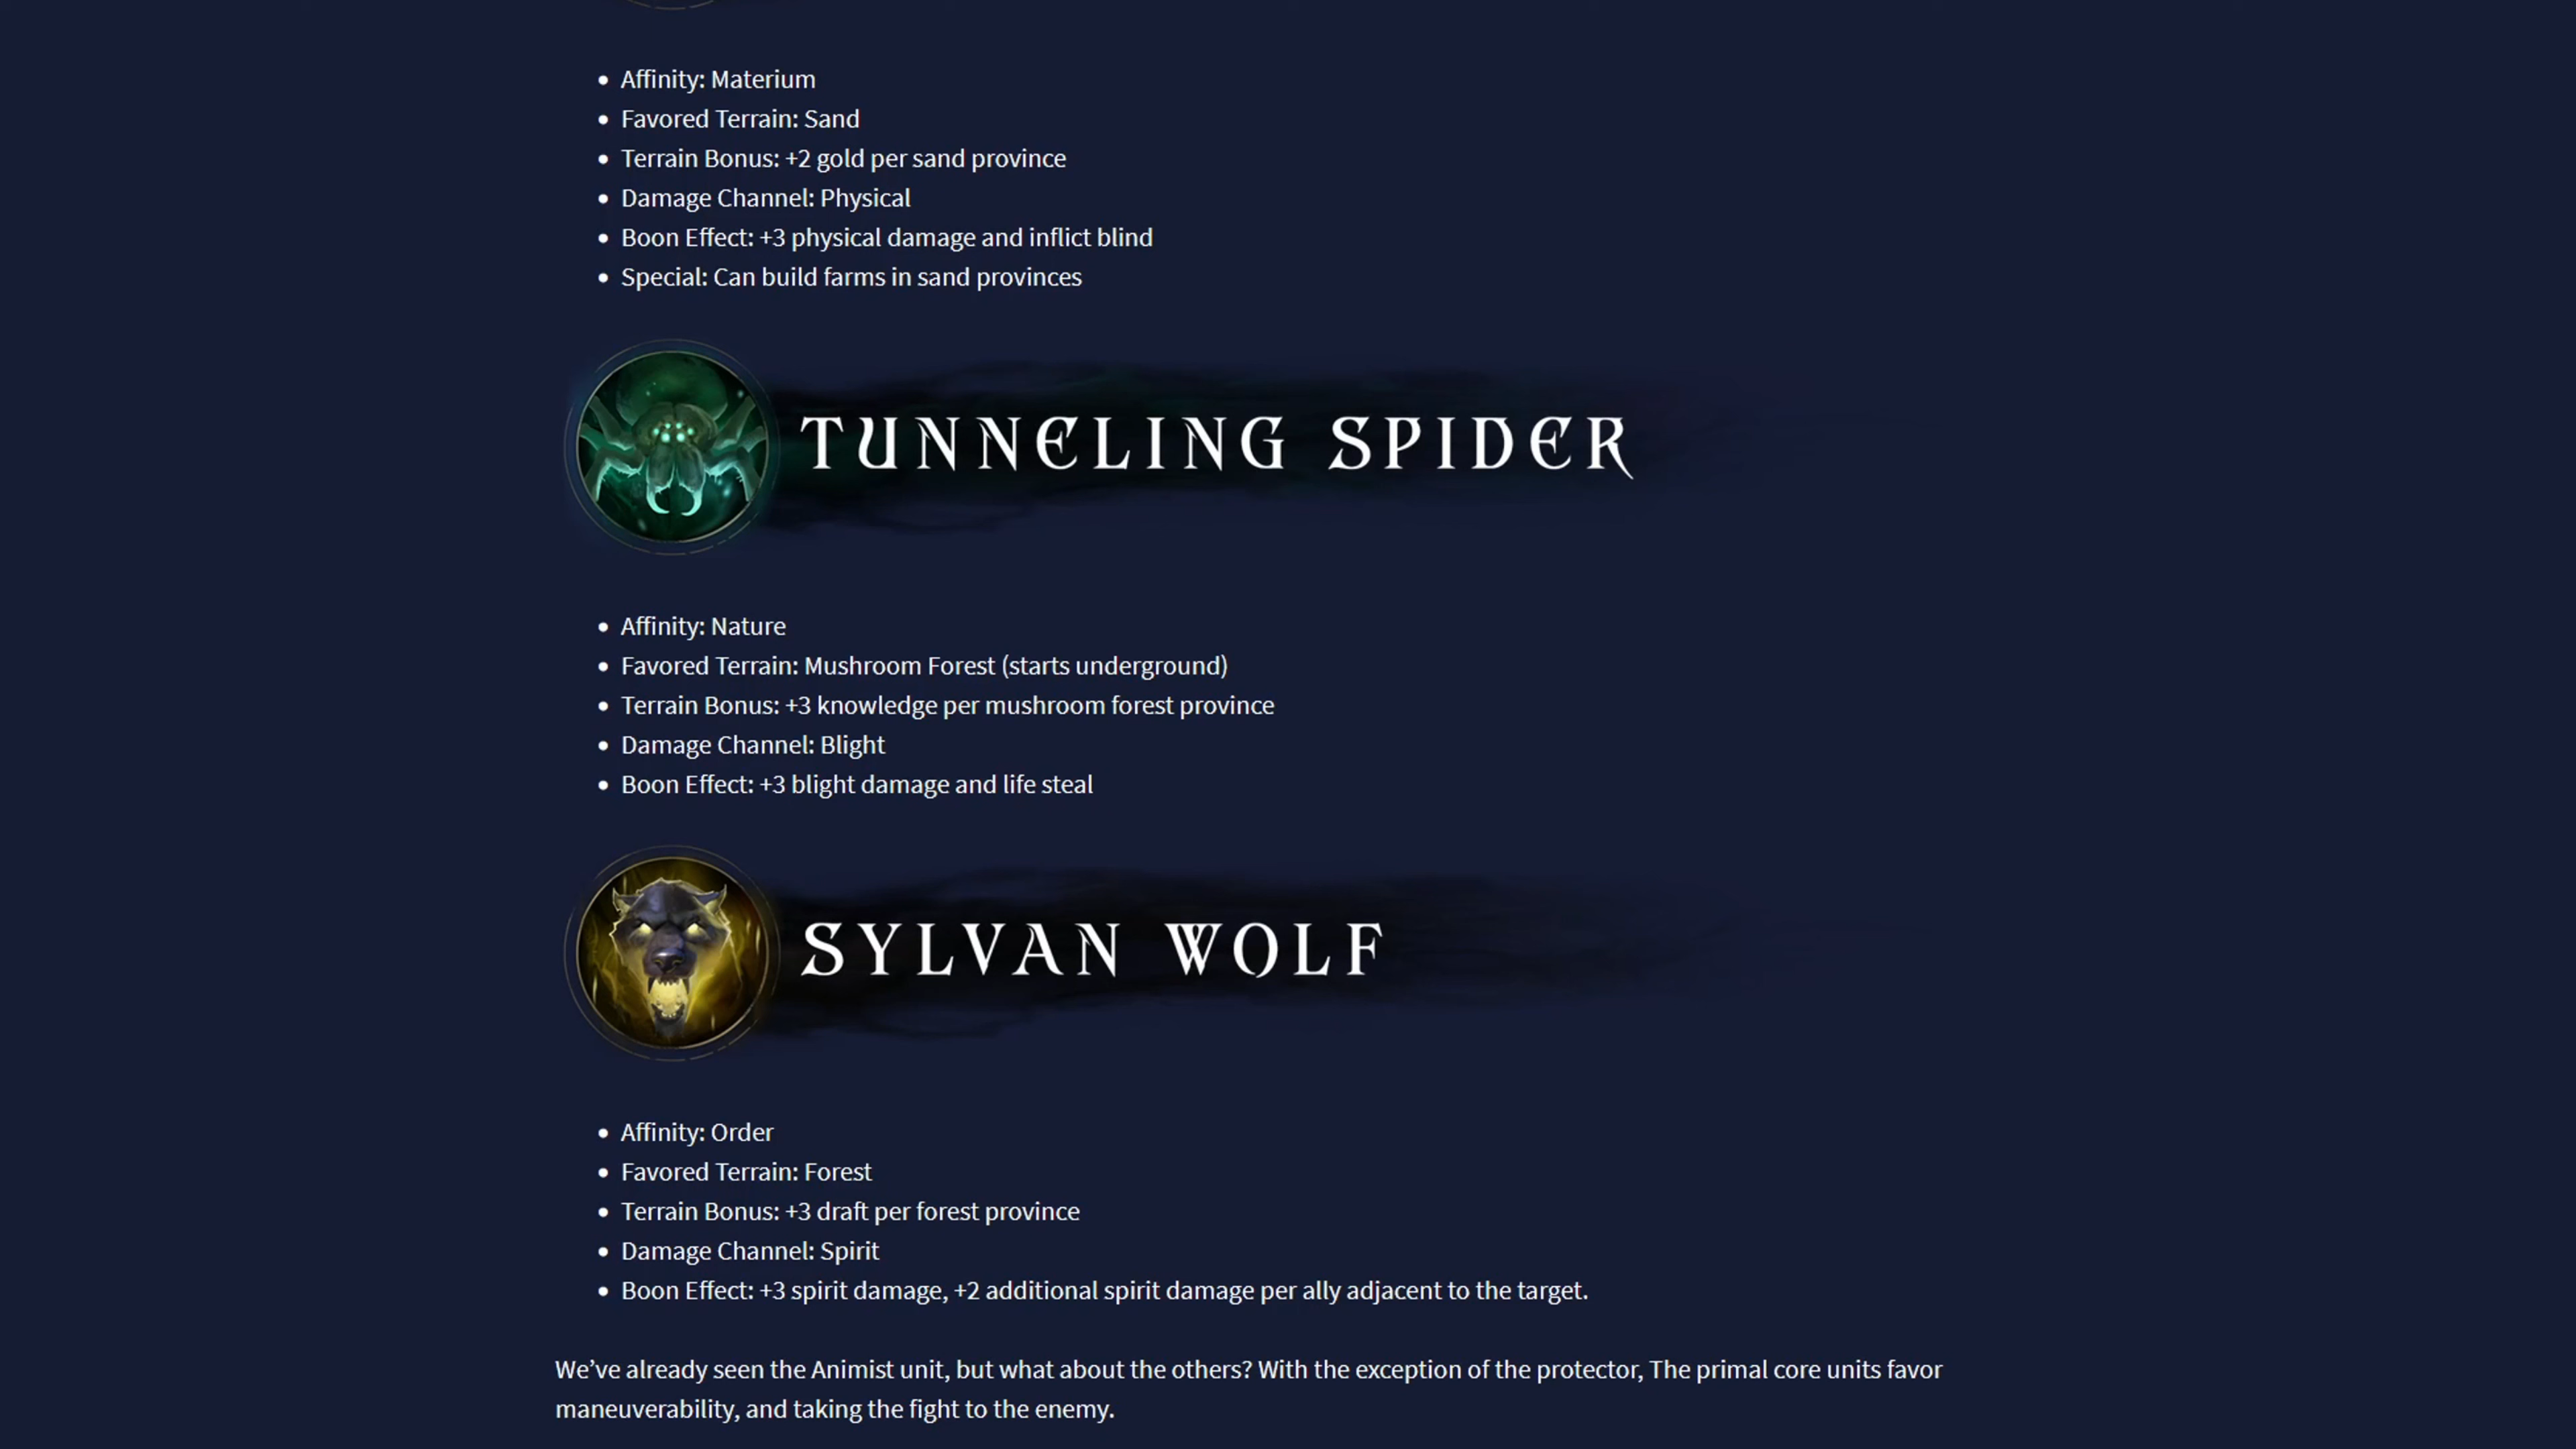 Affinity: Materium
Favored Terrain: Sand
Terrain Bonus: +2 gold per sand province
Damage Channel: Physical
Boon Effect: +3 physical damage and inflict blind
Special: Can build farms in sand provinces
TUNNELING SPIDER
Affinity: Nature
Favored Terrain: Mushroom Forest (starts underground)
Terrain Bonus: +3 knowledge per mushroom forest province
Damage Channel: Blight
Boon Effect: +3 blight damage and life steal
SYLVAN WOLF
Affinity: Order
Favored Terrain: Forest
Terrain Bonus: +3 draft per forest province
Damage Channel: Spirit
Boon Effect: +3 spirit damage, +2 additional spirit damage per ally adjacent to the target.
We’ve already seen the Animist unit, but what about the others? With the exception of the protector, The primal core units favor
maneuverability, and taking the fight to the enemy.